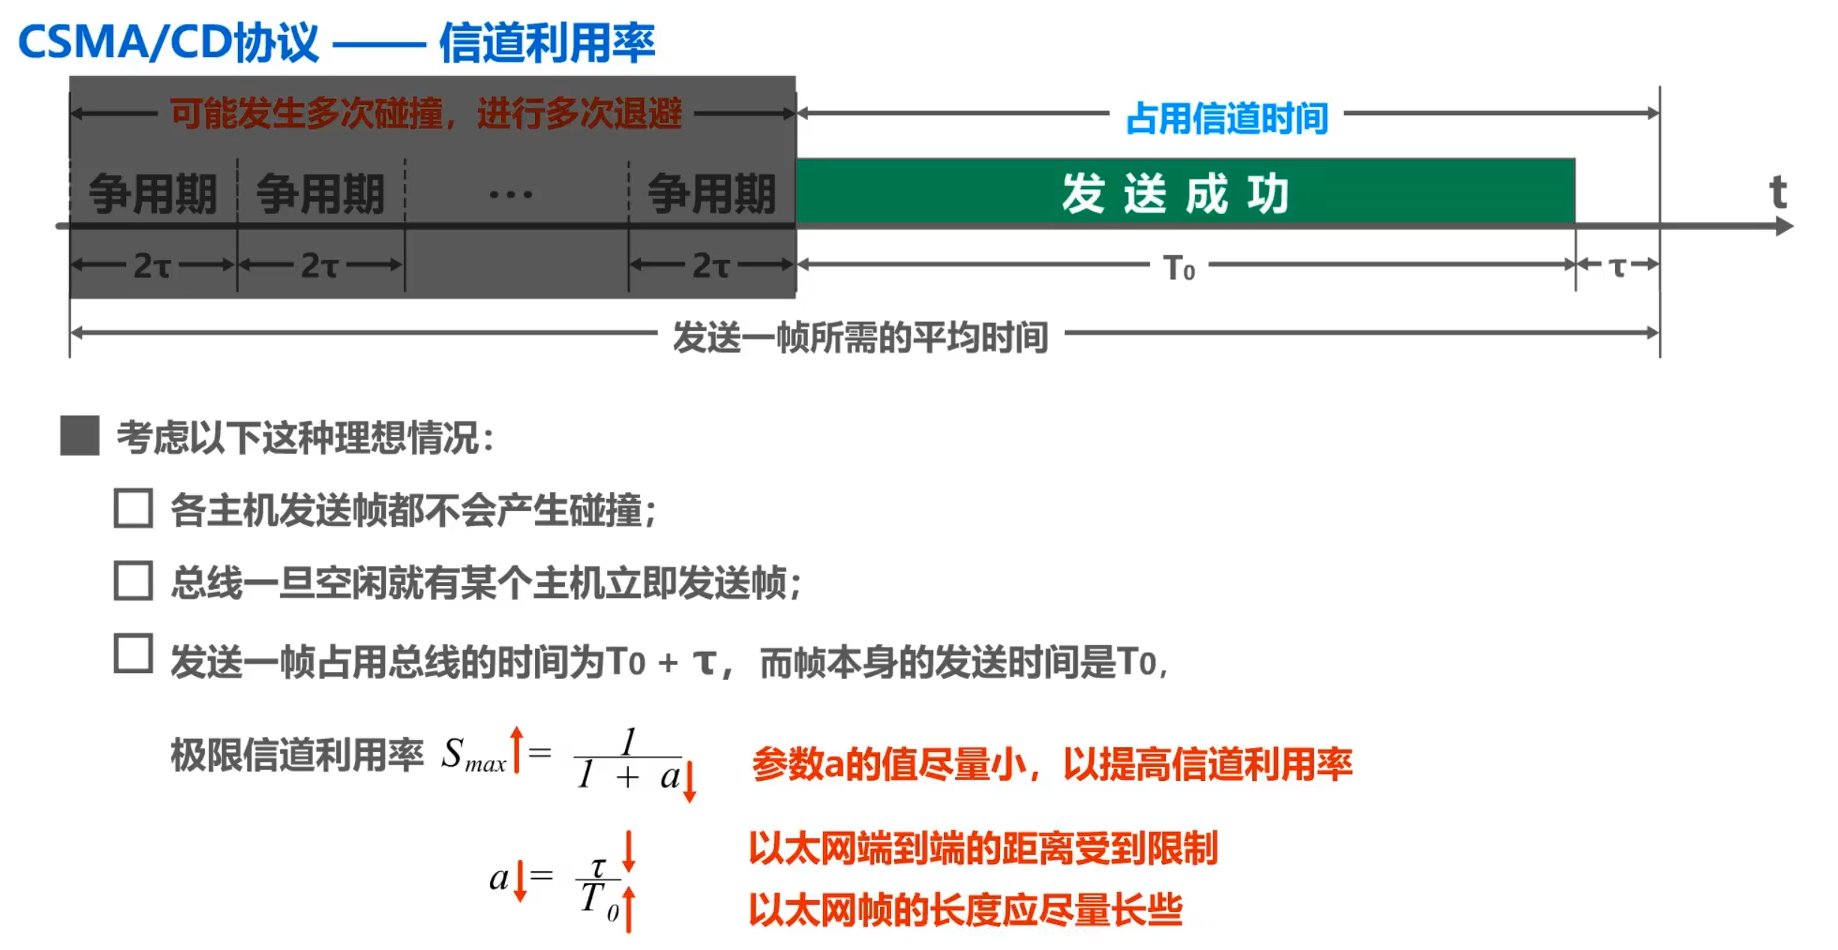 CSMA/CD协议 —— 信道利用率
可能发生多次碰撞，进行多次退避
占用信道时间
争用期 争用期 … 争用期 发送成功 t
2τ 2τ 2τ T₀ τ
发送一帧所需的平均时间
考虑以下这种理想情况：
各主机发送帧都不会产生碰撞；
总线一旦空闲就有某个主机立即发送帧；
发送一帧占用总线的时间为T₀ + τ，而帧本身的发送时间是T₀,
极限信道利用率 Smax = 1 / (1 + a) 参数a的值尽量小，以提高信道利用率
a = τ / T₀
以太网端到端的距离受到限制
以太网帧的长度应尽量长些